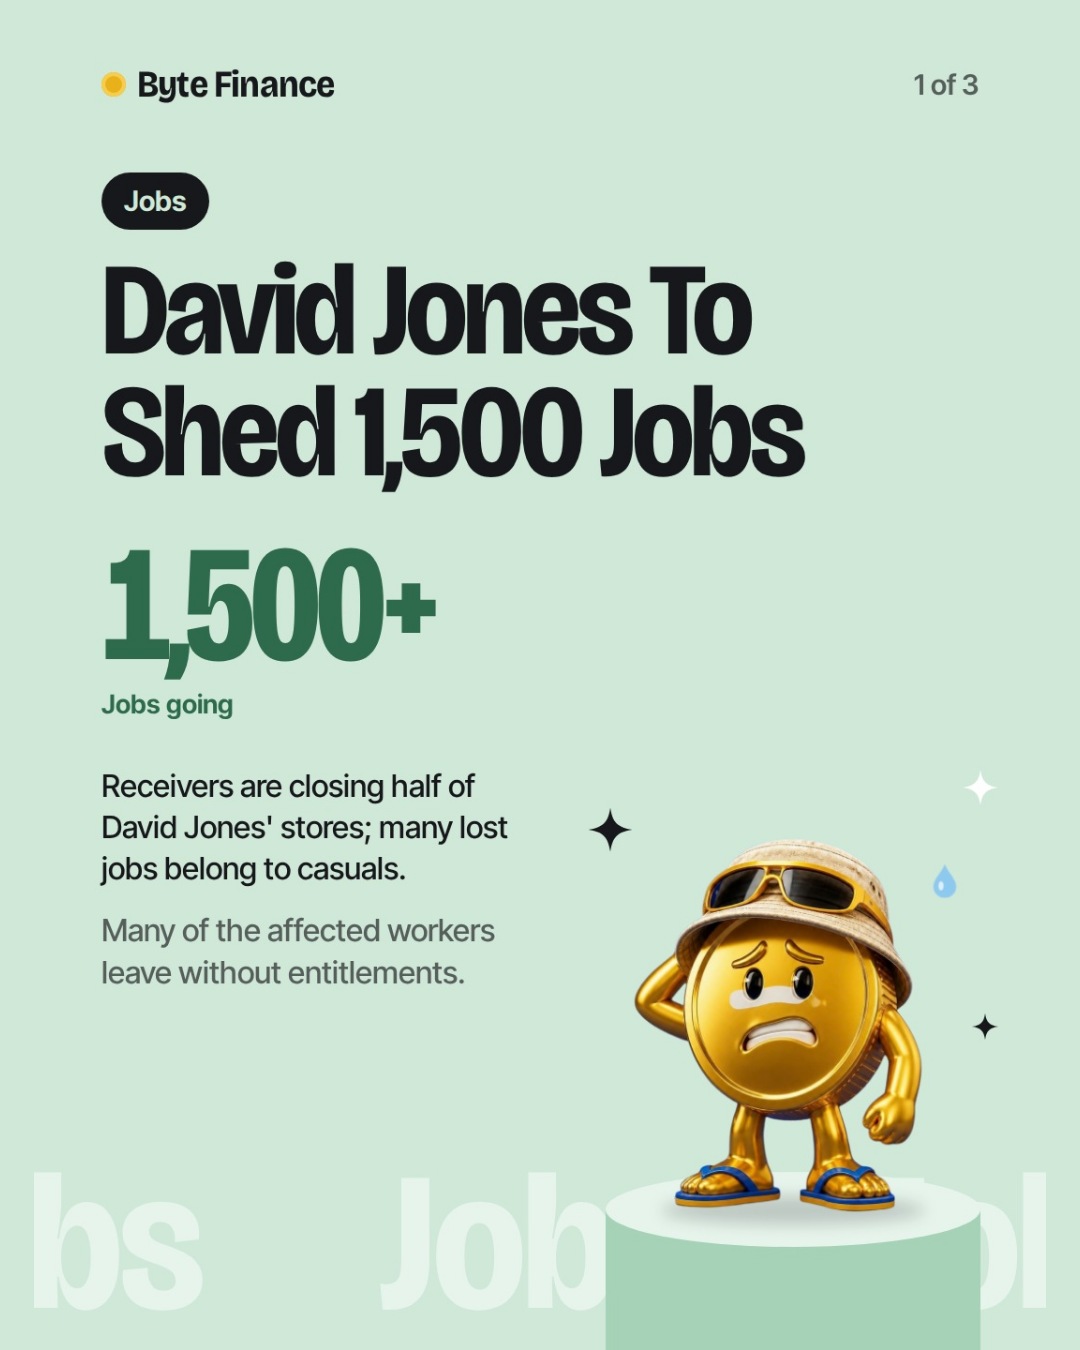 Byte Finance
1 of 3
Jobs
David Jones To
Shed 1,500 Jobs
1,500+
Jobs going
Receivers are closing half of
David Jones' stores; many lost
jobs belong to casuals.
Many of the affected workers
leave without entitlements.
bs Job